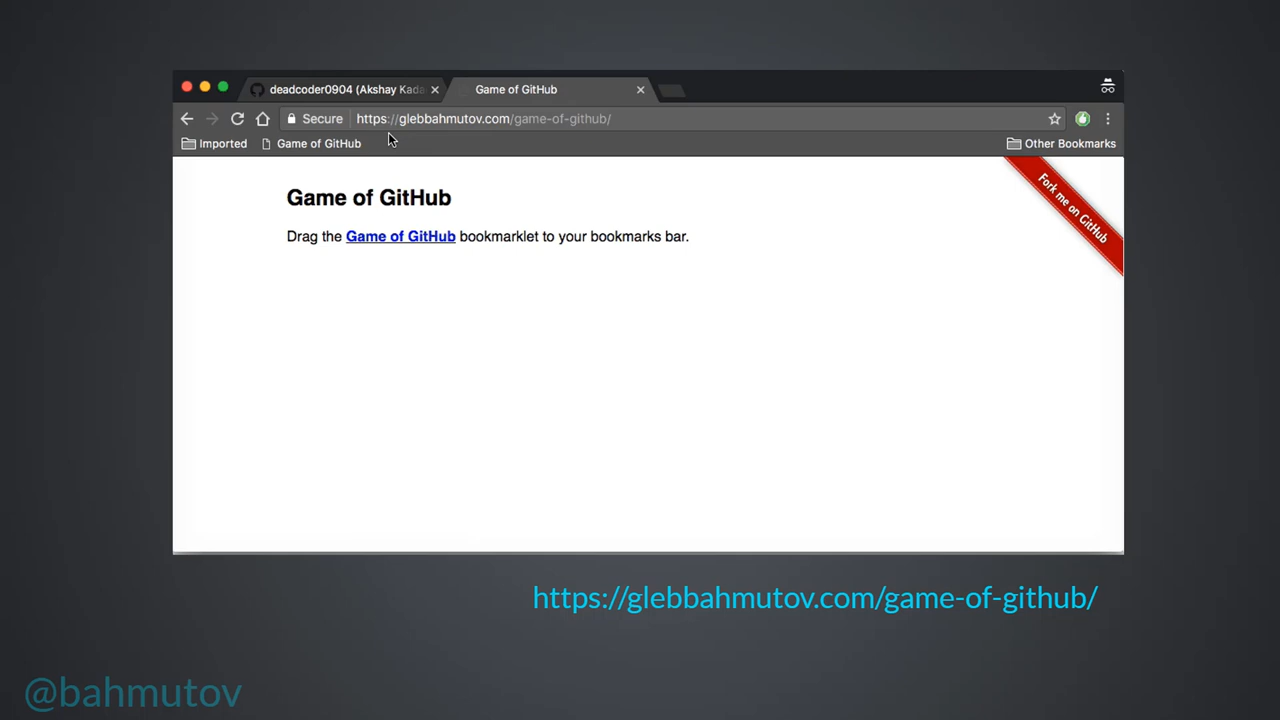 deadcoder0904 (Akshay Kada
Game of GitHub
Secure
https://glebbahmutov.com/game-of-github/
Imported
Game of GitHub
Other Bookmarks
Fork me on GitHub
Game of GitHub
Drag the Game of GitHub bookmarklet to your bookmarks bar.
https://glebbahmutov.com/game-of-github/
@bahmutov